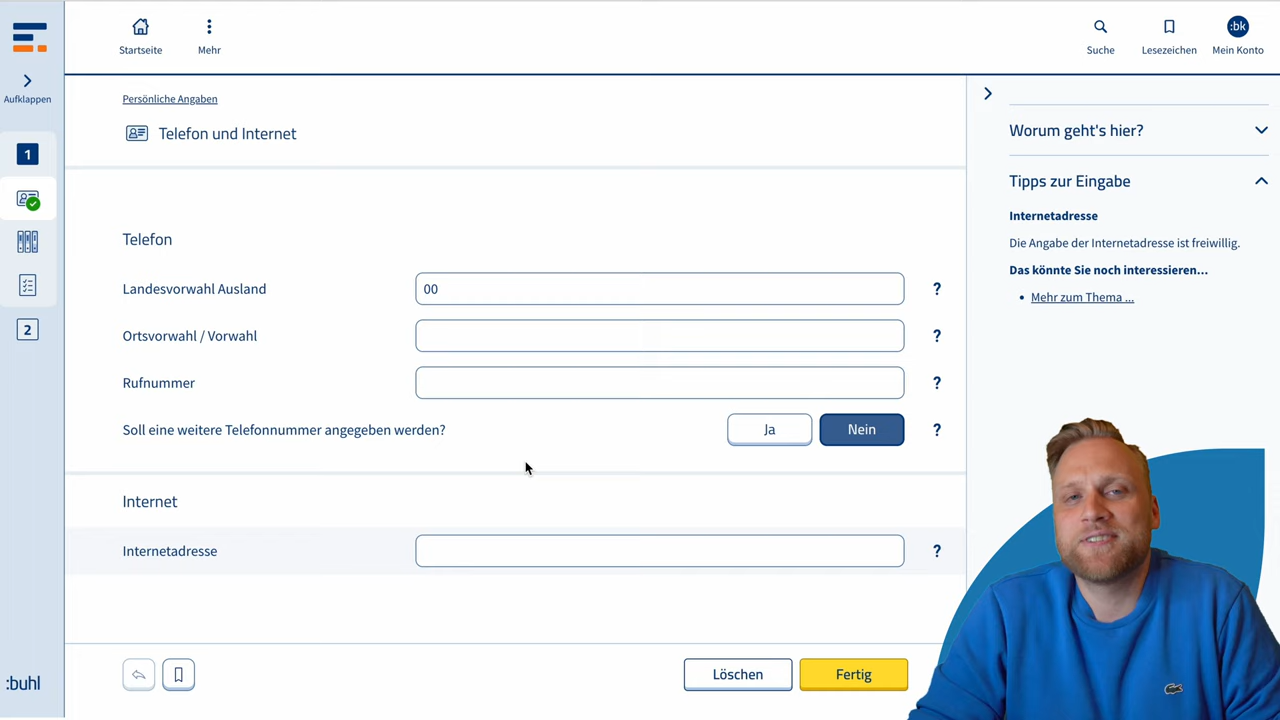 Startseite
Mehr
Suche
Lesezeichen
:bk
Mein Konto
Aufklappen
1
2
:buhl
Persönliche Angaben
Telefon und Internet
Telefon
Landesvorwahl Ausland
00
?
Ortsvorwahl / Vorwahl
?
Rufnummer
?
Soll eine weitere Telefonnummer angegeben werden?
Ja
Nein
?
Internet
Internetadresse
?
Löschen
Fertig
Worum geht's hier?
Tipps zur Eingabe
Internetadresse
Die Angabe der Internetadresse ist freiwillig.
Das könnte Sie noch interessieren...
• Mehr zum Thema ...